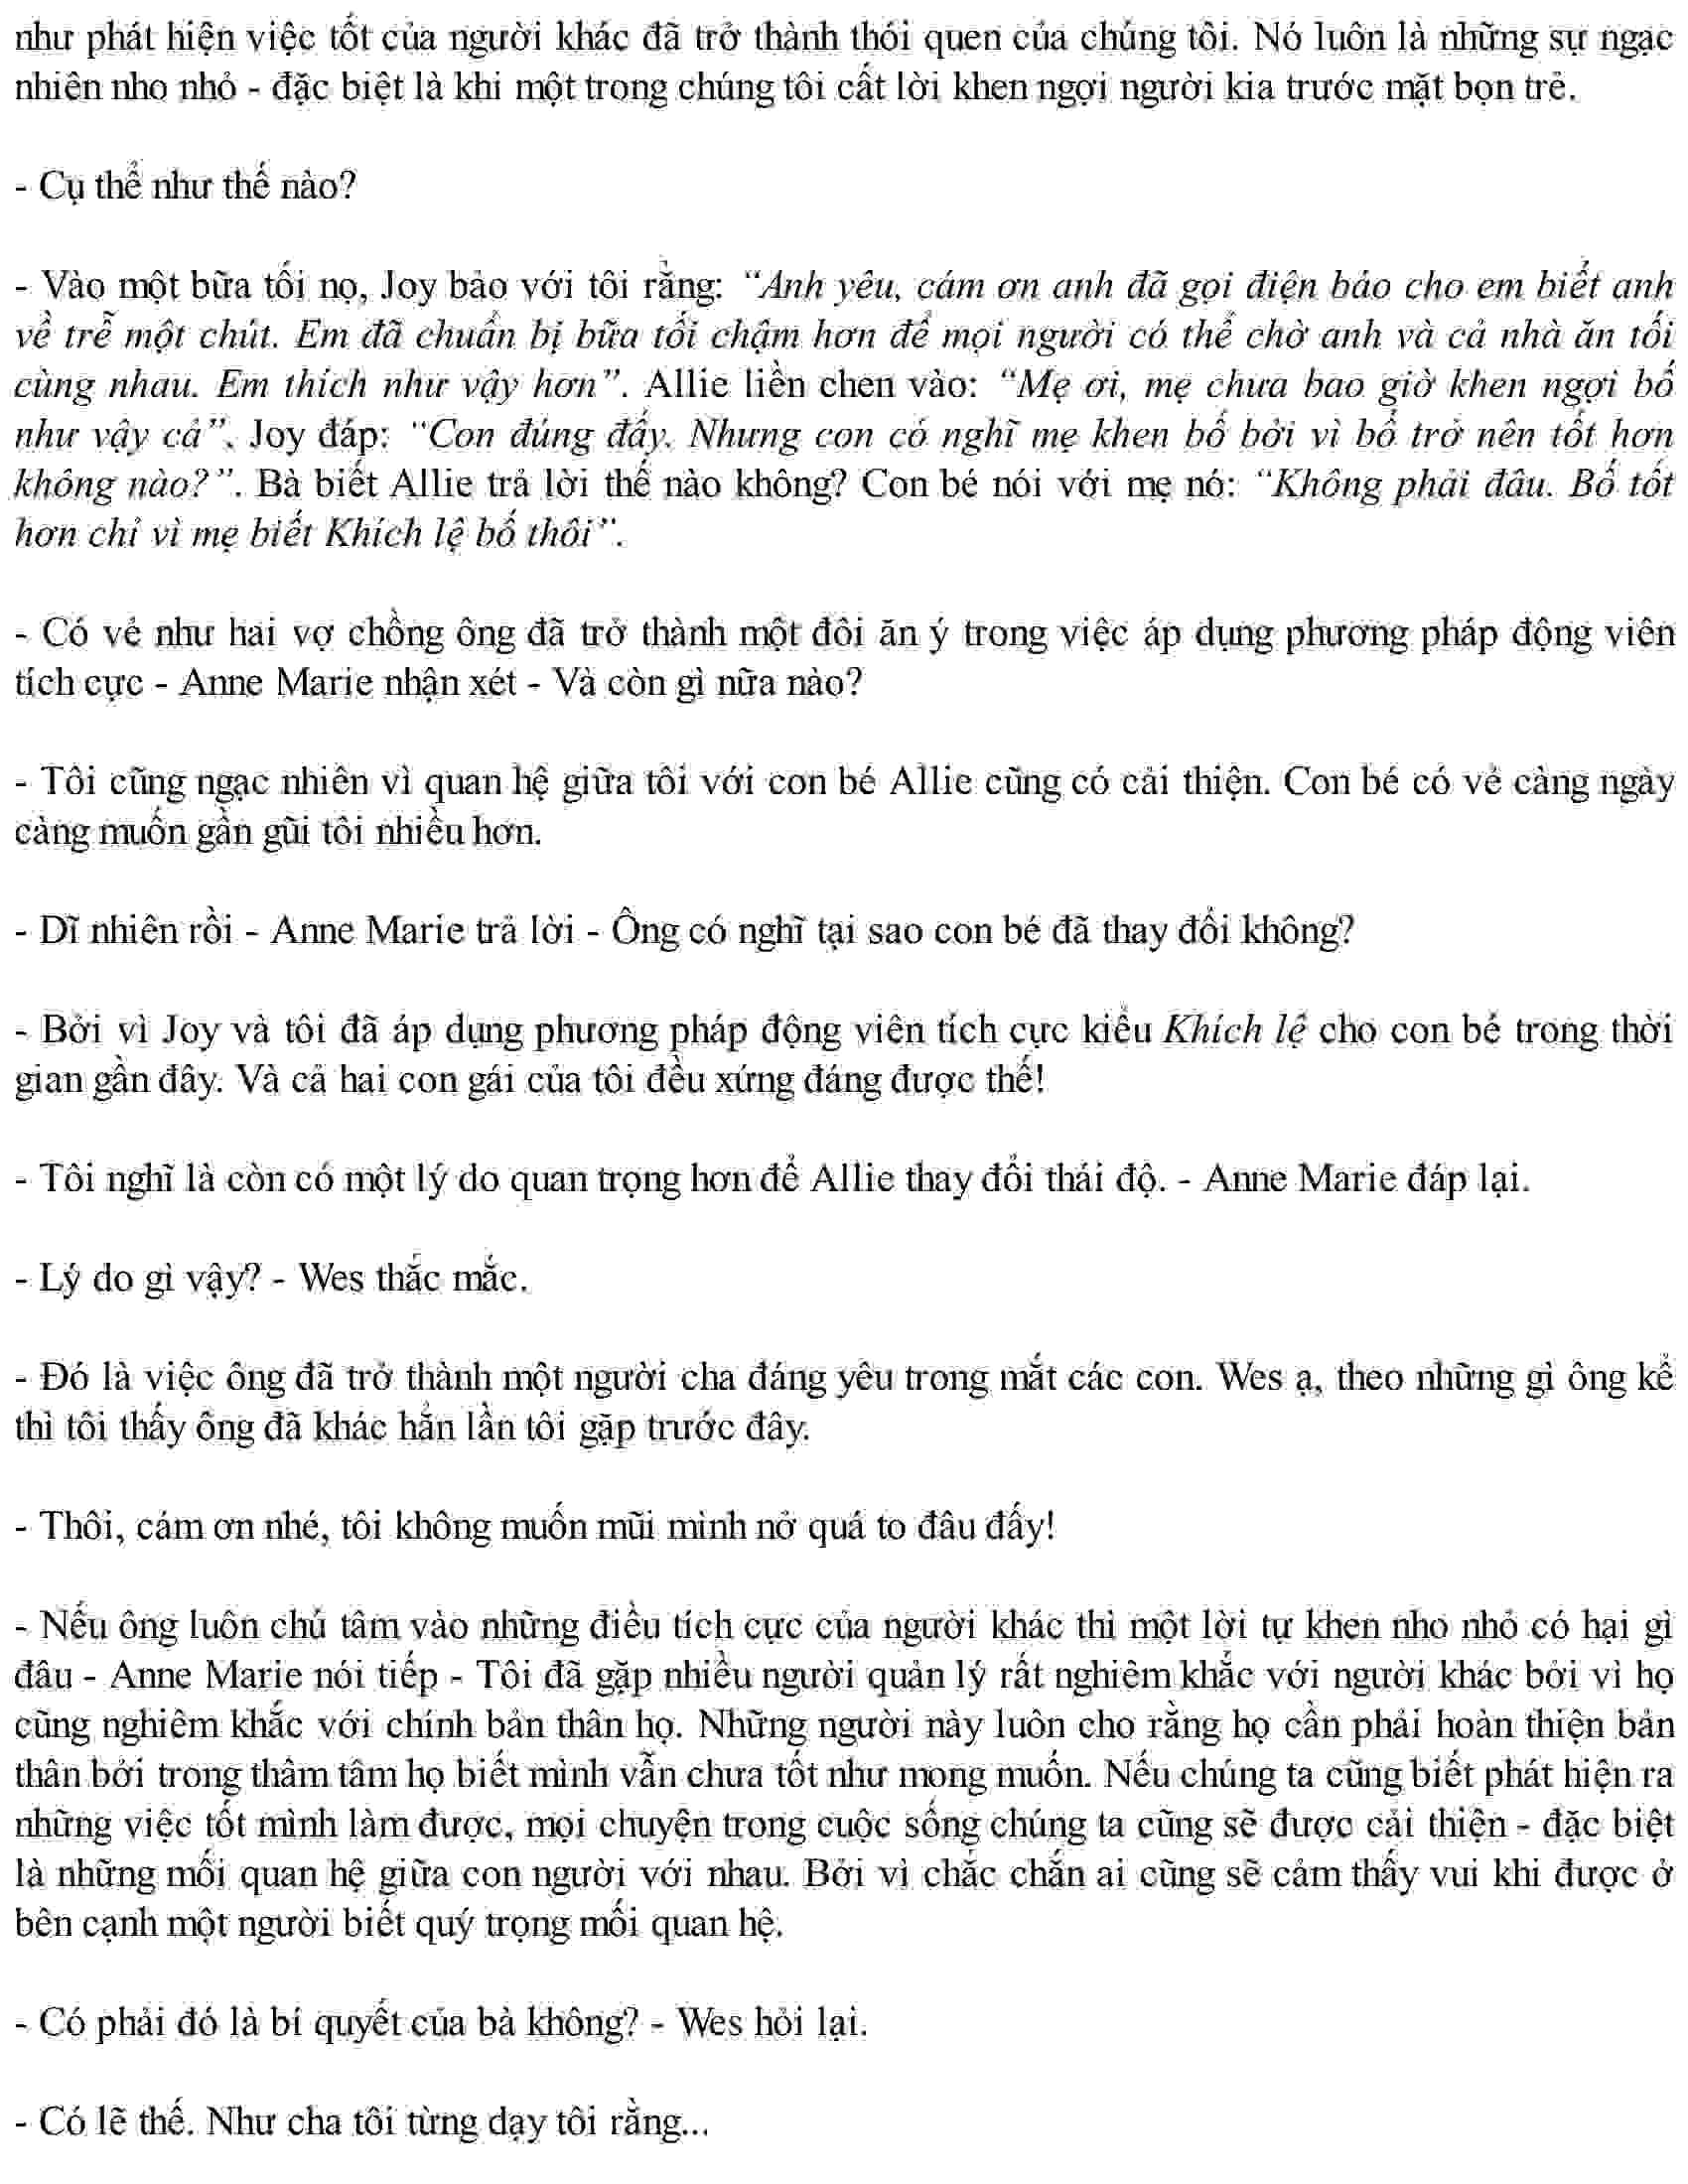 như phát hiện việc tốt của người khác đã trở thành thói quen của chúng tôi. Nó luôn là những sự ngạc
nhiên nho nhỏ - đặc biệt là khi một trong chúng tôi cất lời khen ngợi người kia trước mặt bọn trẻ.
- Cụ thể như thế nào?
- Vào một bữa tối nọ, Joy bảo với tôi rằng: “Anh yêu, cám ơn anh đã gọi điện báo cho em biết anh
về trễ một chút. Em đã chuẩn bị bữa tối chậm hơn để mọi người có thể chờ anh và cả nhà ăn tối
cùng nhau. Em thích như vậy hơn”. Allie liền chen vào: “Mẹ ơi, mẹ chưa bao giờ khen ngợi bố
như vậy cả”. Joy đáp: “Con đúng đấy. Nhưng con có nghĩ mẹ khen bố bởi vì bố trở nên tốt hơn
không nào?”. Bà biết Allie trả lời thế nào không? Con bé nói với mẹ nó: “Không phải đâu. Bố tốt
hơn chỉ vì mẹ biết Khích lệ bố thôi”.
- Có vẻ như hai vợ chồng ông đã trở thành một đôi ăn ý trong việc áp dụng phương pháp động viên
tích cực - Anne Marie nhận xét - Và còn gì nữa nào?
- Tôi cũng ngạc nhiên vì quan hệ giữa tôi với con bé Allie cũng có cải thiện. Con bé có vẻ càng ngày
càng muốn gần gũi tôi nhiều hơn.
- Dĩ nhiên rồi - Anne Marie trả lời - Ông có nghĩ tại sao con bé đã thay đổi không?
- Bởi vì Joy và tôi đã áp dụng phương pháp động viên tích cực kiểu Khích lệ cho con bé trong thời
gian gần đây. Và cả hai con gái của tôi đều xứng đáng được thế!
- Tôi nghĩ là còn có một lý do quan trọng hơn để Allie thay đổi thái độ. - Anne Marie đáp lại.
- Lý do gì vậy? - Wes thắc mắc.
- Đó là việc ông đã trở thành một người cha đáng yêu trong mắt các con. Wes ạ, theo những gì ông kể
thì tôi thấy ông đã khác hẳn lần tôi gặp trước đây.
- Thôi, cám ơn nhé, tôi không muốn mũi mình nở quá to đâu đấy!
- Nếu ông luôn chú tâm vào những điều tích cực của người khác thì một lời tự khen nho nhỏ có hại gì
đâu - Anne Marie nói tiếp - Tôi đã gặp nhiều người quản lý rất nghiêm khắc với người khác bởi vì họ
cũng nghiêm khắc với chính bản thân họ. Những người này luôn cho rằng họ cần phải hoàn thiện bản
thân bởi trong thâm tâm họ biết mình vẫn chưa tốt như mong muốn. Nếu chúng ta cũng biết phát hiện ra
những việc tốt mình làm được, mọi chuyện trong cuộc sống chúng ta cũng sẽ được cải thiện - đặc biệt
là những mối quan hệ giữa con người với nhau. Bởi vì chắc chắn ai cũng sẽ cảm thấy vui khi được ở
bên cạnh một người biết quý trọng mối quan hệ.
- Có phải đó là bí quyết của bà không? - Wes hỏi lại.
- Có lẽ thế. Như cha tôi từng dạy tôi rằng...